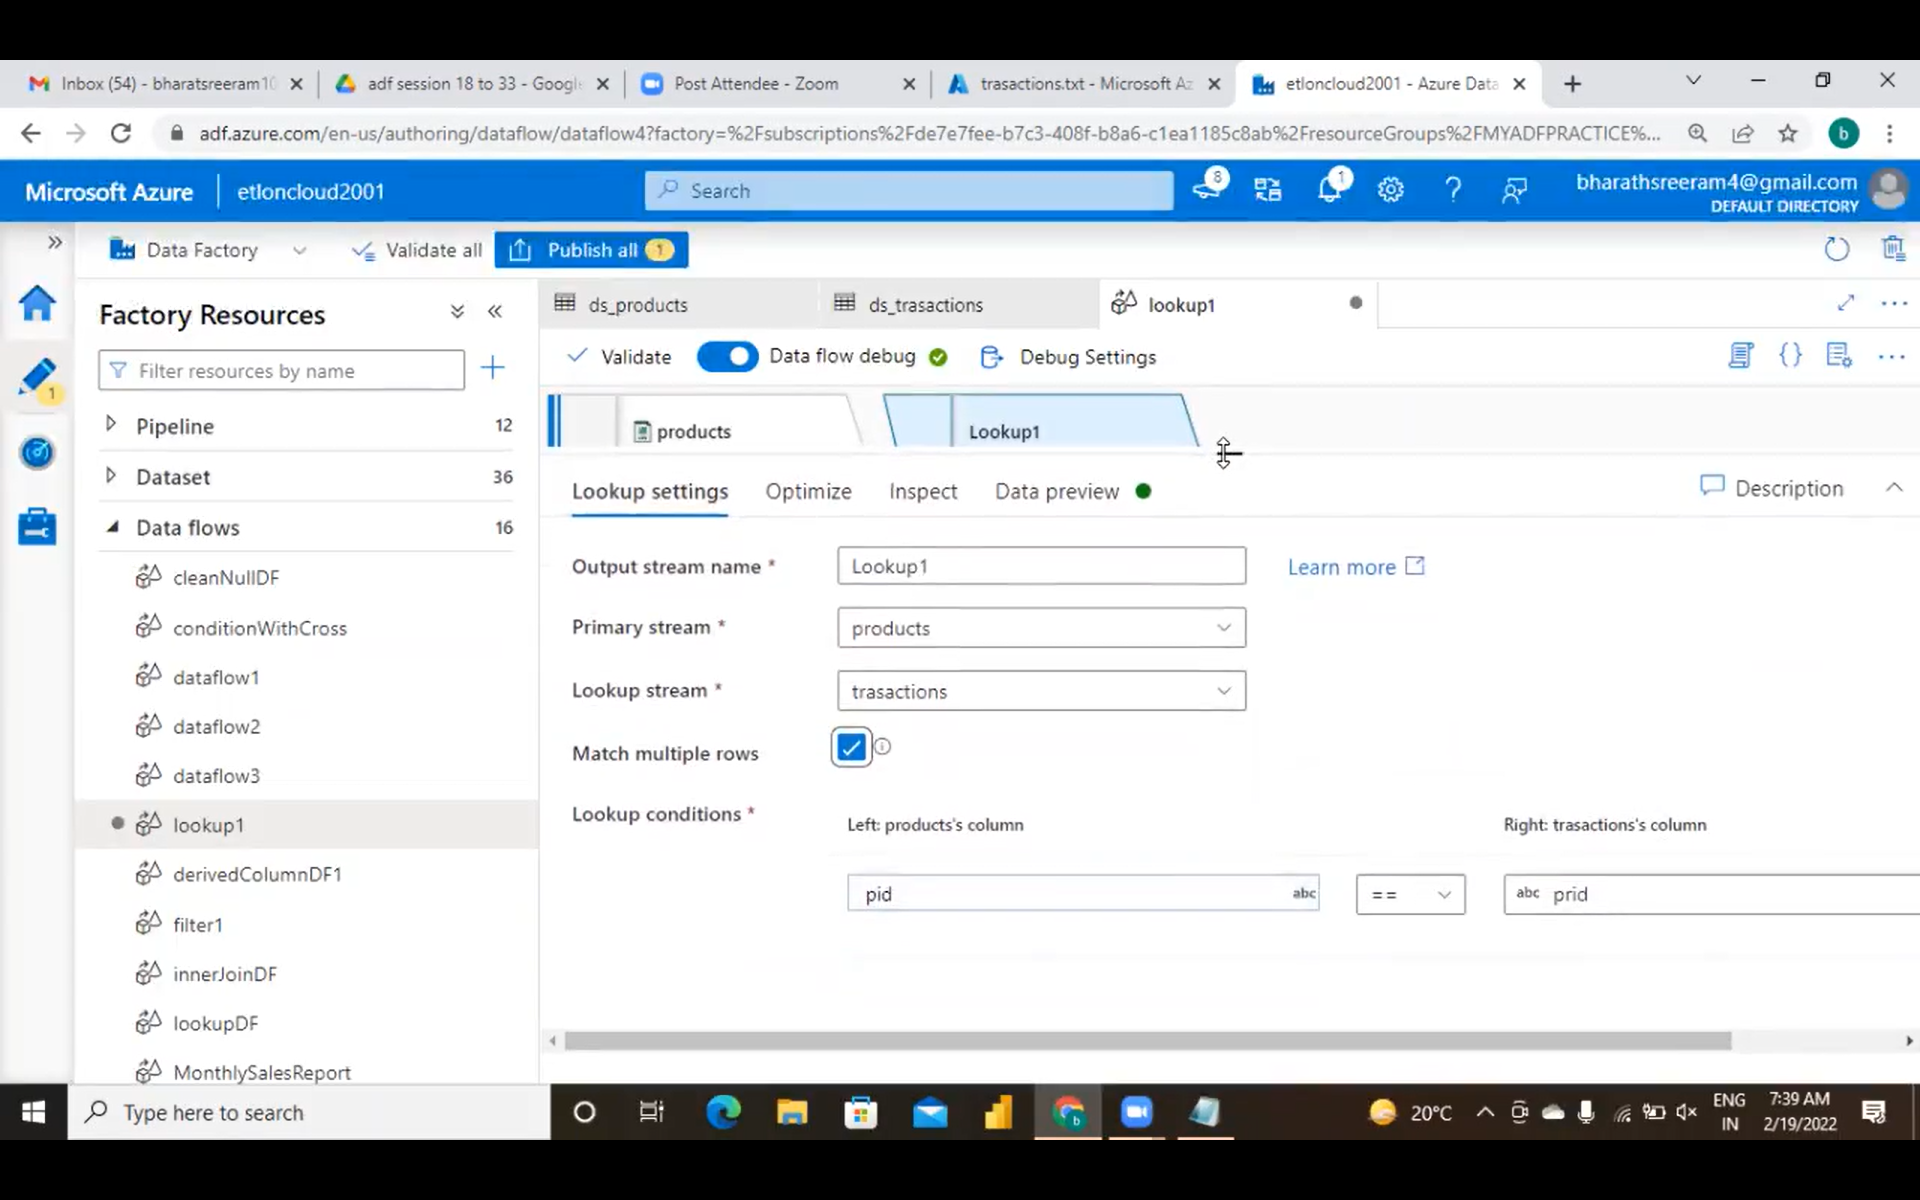 Inbox (54) - bharatsreeram10
adf session 18 to 33 - Google
Post Attendee - Zoom
trasactions.txt - Microsoft Az
etloncloud2001 - Azure Data
adf.azure.com/en-us/authoring/dataflow/dataflow4?factory=%2Fsubscriptions%2Fde7e7fee-b7c3-408f-b8a6-c1ea1185c8ab%2FresourceGroups%2FMYADFPRACTICE%...
b
Microsoft Azure
etloncloud2001
Search
8
1
bharathsreeram4@gmail.com
DEFAULT DIRECTORY
Data Factory
Validate all
Publish all 1
Factory Resources
ds_products
ds_trasactions
lookup1
Filter resources by name
Validate
Data flow debug
Debug Settings
1
Pipeline 12
products
Lookup1
Dataset 36
Lookup settings
Optimize
Inspect
Data preview
Description
Data flows 16
cleanNullDF
conditionWithCross
dataflow1
dataflow2
dataflow3
lookup1
derivedColumnDF1
filter1
innerJoinDF
lookupDF
MonthlySalesReport
Output stream name *
Lookup1
Learn more
Primary stream *
products
Lookup stream *
trasactions
Match multiple rows
Lookup conditions *
Left: products's column
Right: trasactions's column
pid abc
==
abc prid
Type here to search
20°C
ENG
IN
7:39 AM
2/19/2022